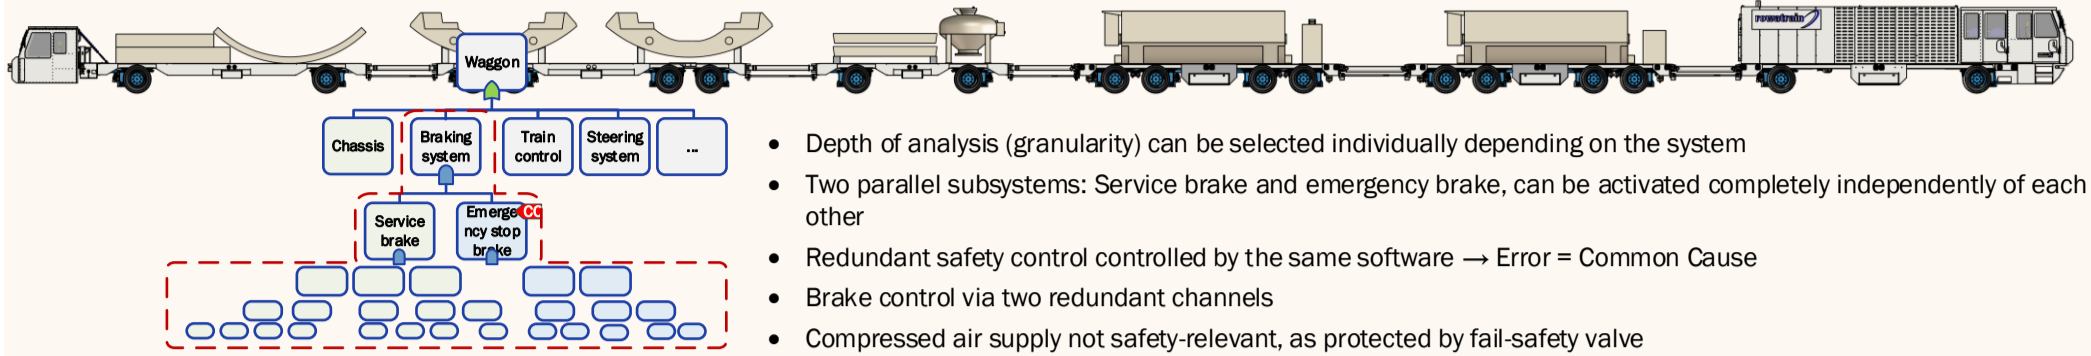 rowatrain
Waggon
Chassis
Braking
system
Train
control
Steering
system
...
Service
brake
Emerge
ncy stop
brake
CC
• Depth of analysis (granularity) can be selected individually depending on the system
• Two parallel subsystems: Service brake and emergency brake, can be activated completely independently of each
other
• Redundant safety control controlled by the same software → Error = Common Cause
• Brake control via two redundant channels
• Compressed air supply not safety-relevant, as protected by fail-safety valve